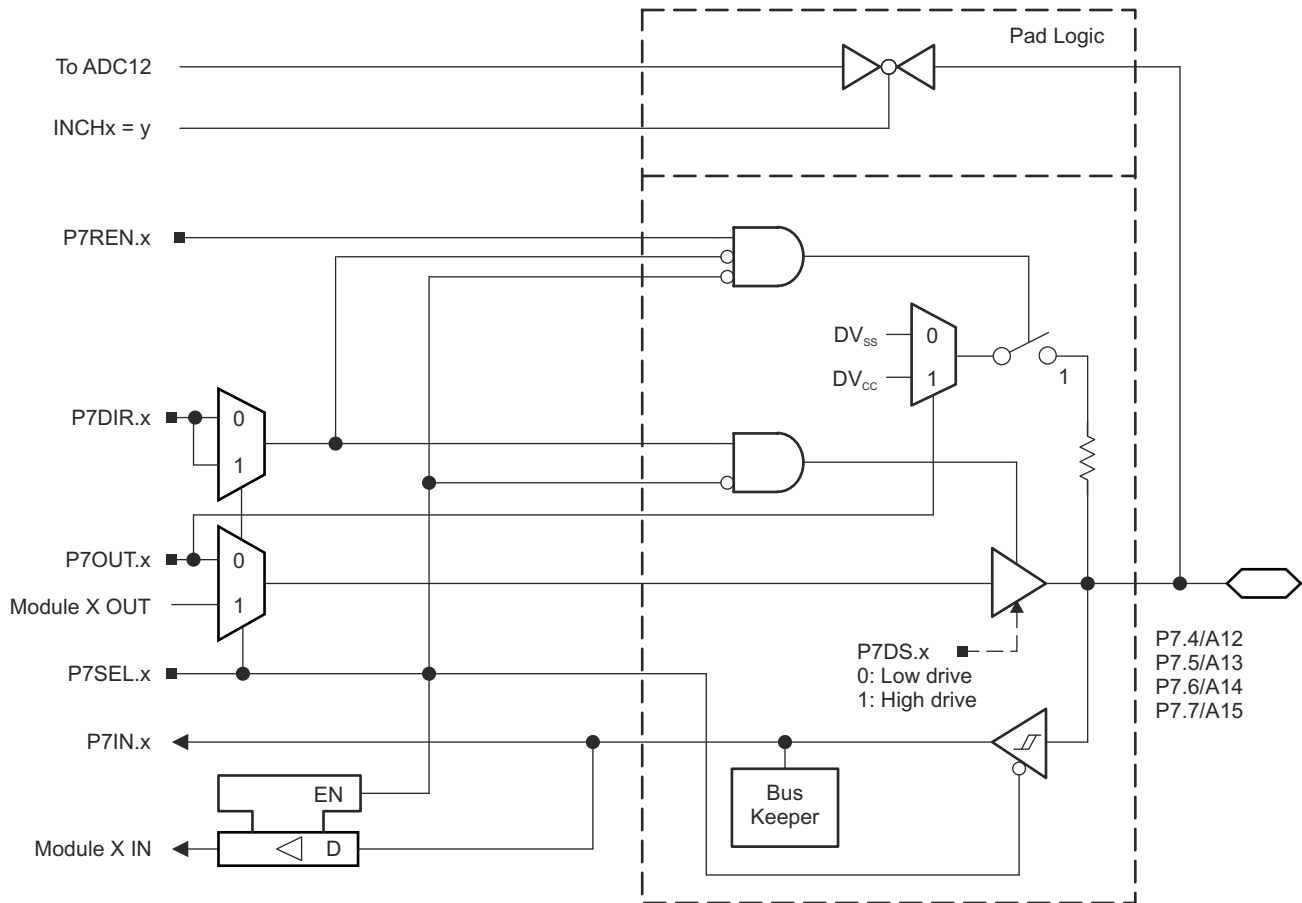 Pad Logic
To ADC12
INCHx = y
P7REN.x
DVSS
0
DVCC
1
1
P7DIR.x
0
1
P7OUT.x
0
Module X OUT
1
P7SEL.x
P7DS.x
0: Low drive
1: High drive
P7.4/A12
P7.5/A13
P7.6/A14
P7.7/A15
P7IN.x
EN
Bus
Keeper
Module X IN
D